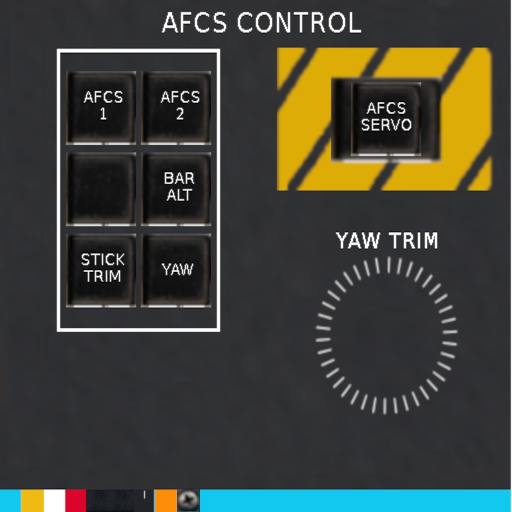 AFCS CONTROL
AFCS
1
AFCS
2
AFCS
SERVO
BAR
ALT
STICK
TRIM
YAW
YAW TRIM